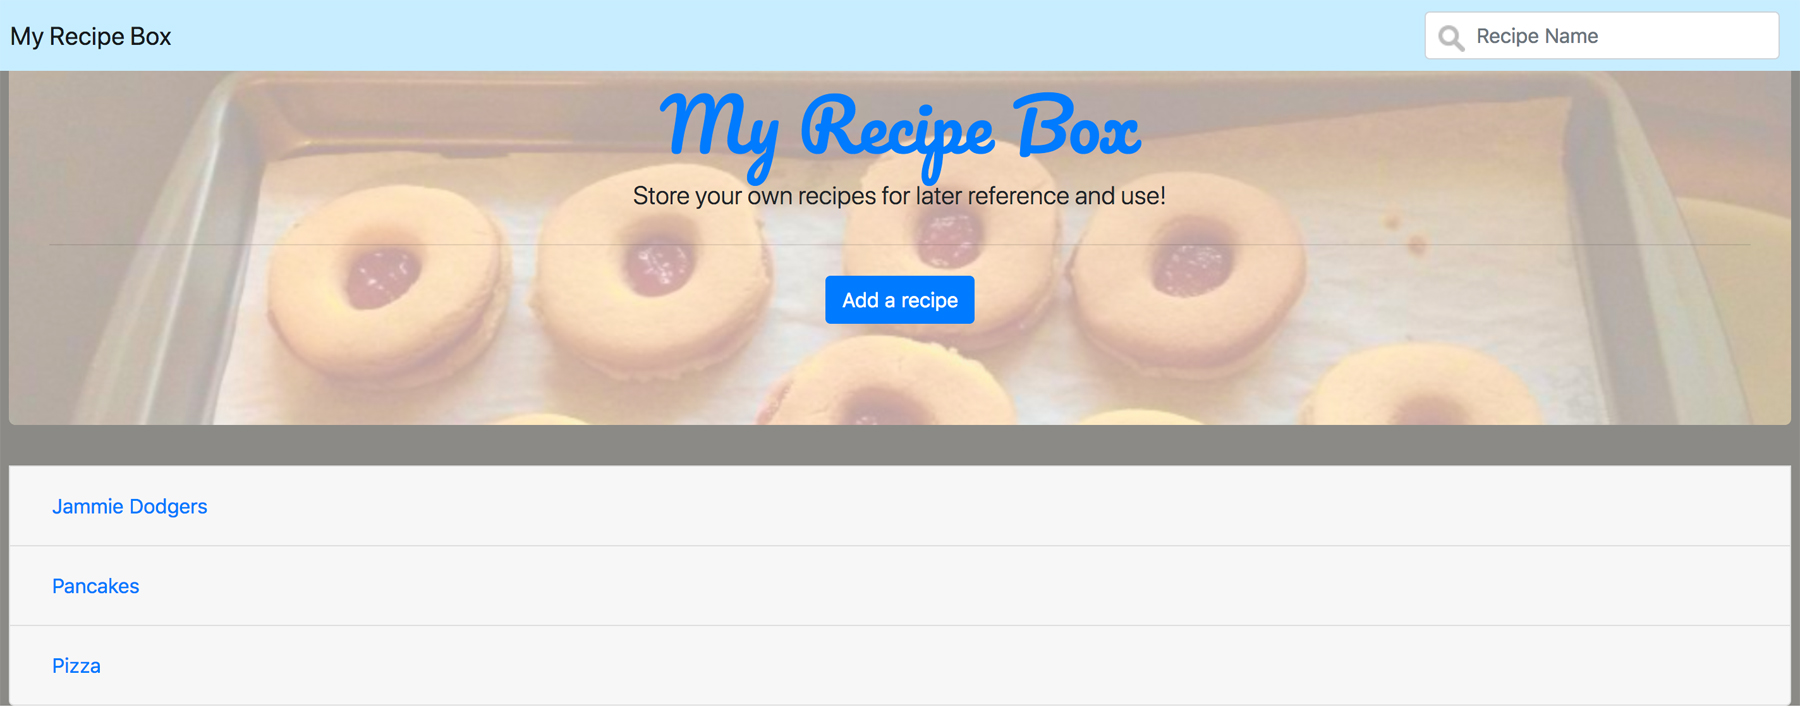 My Recipe Box
Recipe Name
My Recipe Box
Store your own recipes for later reference and use!
Add a recipe
Jammie Dodgers
Pancakes
Pizza